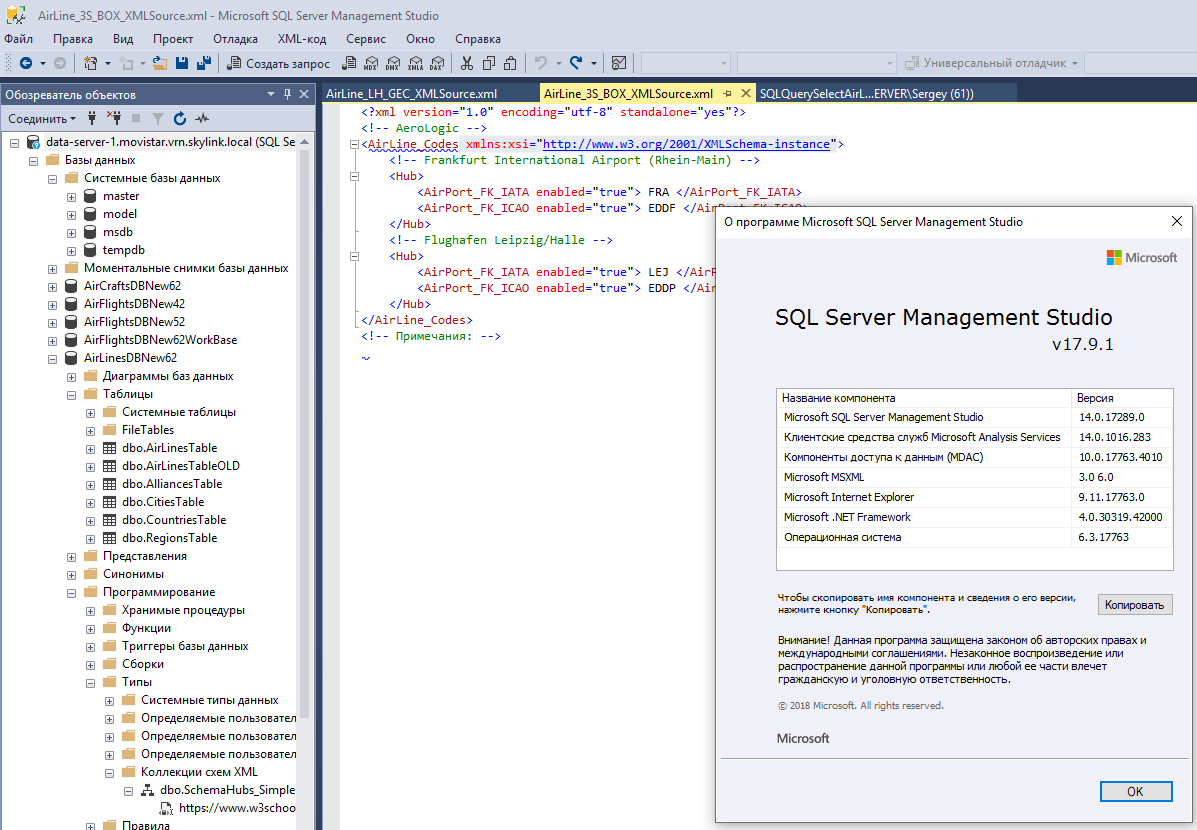 AirLine_3S_BOX_XMLSource.xml - Microsoft SQL Server Management Studio
Файл Правка Вид Проект Отладка XML-код Сервис Окно Справка
Создать запрос MDX DMX XMLA DAX Универсальный отладчик
Обозреватель объектов
Соединить
data-server-1.movistar.vrn.skylink.local (SQL Se
Базы данных
Системные базы данных
master
model
msdb
tempdb
Моментальные снимки базы данных
AirCraftsDBNew62
AirFlightsDBNew42
AirFlightsDBNew52
AirFlightsDBNew62WorkBase
AirLinesDBNew62
Диаграммы баз данных
Таблицы
Системные таблицы
FileTables
dbo.AirLinesTable
dbo.AirLinesTableOLD
dbo.AlliancesTable
dbo.CitiesTable
dbo.CountriesTable
dbo.RegionsTable
Представления
Синонимы
Программирование
Хранимые процедуры
Функции
Триггеры базы данных
Сборки
Типы
Системные типы данных
Определяемые пользовател
Определяемые пользовател
Определяемые пользовател
Коллекции схем XML
dbo.SchemaHubs_Simple
https://www.w3schoo
Правила
AirLine_LH_GEC_XMLSource.xml AirLine_3S_BOX_XMLSource.xml SQLQuerySelectAirL...ERVER\Sergey (61))
<?xml version="1.0" encoding="utf-8" standalone="yes"?>
<!-- AeroLogic -->
<AirLine_Codes xmlns:xsi="http://www.w3.org/2001/XMLSchema-instance">
<!-- Frankfurt International Airport (Rhein-Main) -->
<Hub>
<AirPort_FK_IATA enabled="true"> FRA </AirPort_FK_IATA>
<AirPort_FK_ICAO enabled="true"> EDDF </AirPort_FK_ICAO>
</Hub>
<!-- Flughafen Leipzig/Halle -->
<Hub>
<AirPort_FK_IATA enabled="true"> LEJ </AirP
<AirPort_FK_ICAO enabled="true"> EDDP </Air
</Hub>
</AirLine_Codes>
<!-- Примечания: -->
~
О программе Microsoft SQL Server Management Studio
Microsoft
SQL Server Management Studio
v17.9.1
Название компонента Версия
Microsoft SQL Server Management Studio 14.0.17289.0
Клиентские средства служб Microsoft Analysis Services 14.0.1016.283
Компоненты доступа к данным (MDAC) 10.0.17763.4010
Microsoft MSXML 3.0 6.0
Microsoft Internet Explorer 9.11.17763.0
Microsoft .NET Framework 4.0.30319.42000
Операционная система 6.3.17763
Чтобы скопировать имя компонента и сведения о его версии,
нажмите кнопку "Копировать".
Копировать
Внимание! Данная программа защищена законом об авторских правах и
международными соглашениями. Незаконное воспроизведение или
распространение данной программы или любой ее части влечет
гражданскую и уголовную ответственность.
© 2018 Microsoft. All rights reserved.
Microsoft
OK